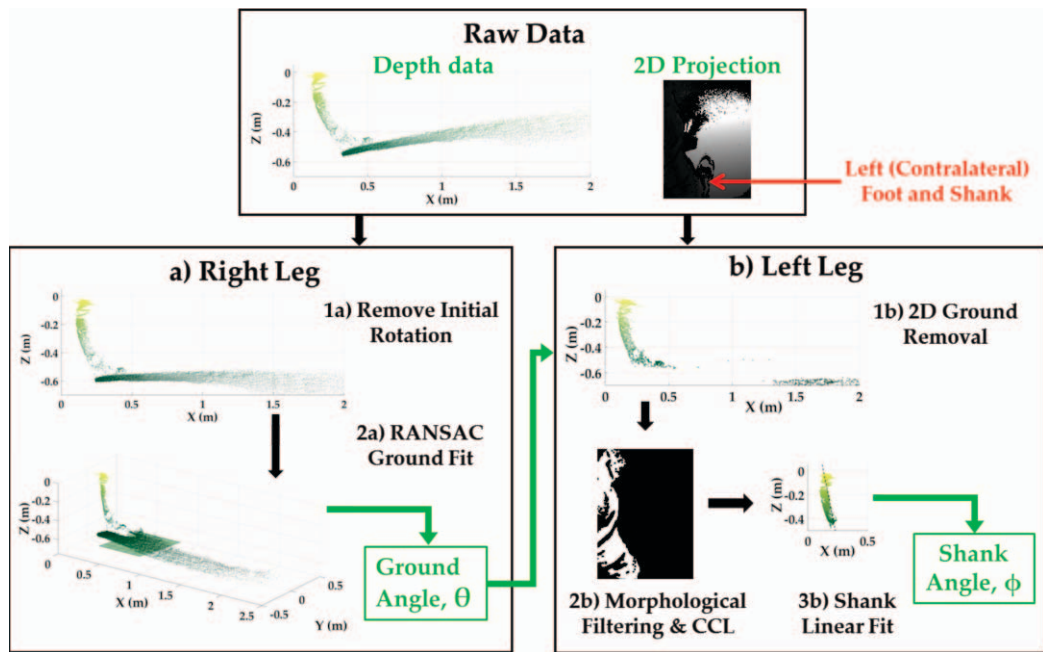 Raw Data
Depth data
2D Projection
0
-0.2
-0.4
-0.6
Z (m)
0
0.5
1
1.5
2
X (m)
Left (Contralateral)
Foot and Shank
a) Right Leg
1a) Remove Initial
Rotation
0
-0.2
-0.4
-0.6
Z (m)
0
0.5
1
1.5
2
X (m)
2a) RANSAC
Ground Fit
0
-0.2
-0.4
-0.6
-0.8
Z (m)
0
0.5
1
1.5
2
2.5
X (m)
-0.5
0
0.5
Y (m)
Ground
Angle, θ
b) Left Leg
1b) 2D Ground
Removal
0
-0.2
-0.4
-0.6
Z (m)
0
0.5
1
1.5
2
X (m)
2b) Morphological
Filtering & CCL
0
-0.2
-0.4
Z (m)
0
0.5
X (m)
3b) Shank
Linear Fit
Shank
Angle, ϕ